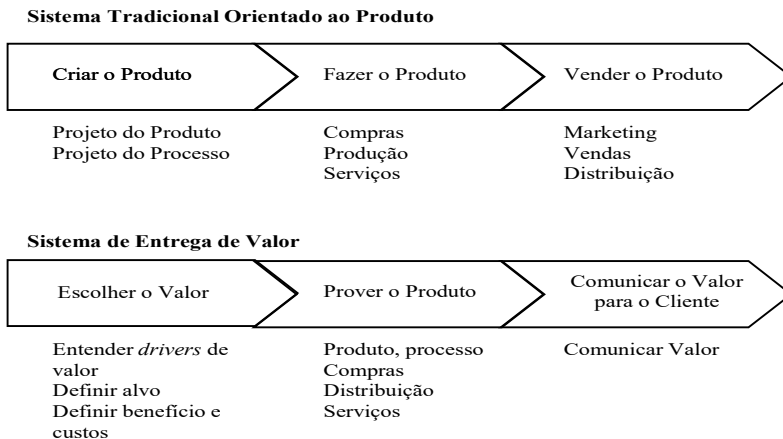 Sistema Tradicional Orientado ao Produto
Criar o Produto
Fazer o Produto
Vender o Produto
Projeto do Produto
Projeto do Processo
Compras
Produção
Serviços
Marketing
Vendas
Distribuição
Sistema de Entrega de Valor
Escolher o Valor
Prover o Produto
Comunicar o Valor
para o Cliente
Entender drivers de
valor
Definir alvo
Definir benefício e
custos
Produto, processo
Compras
Distribuição
Serviços
Comunicar Valor